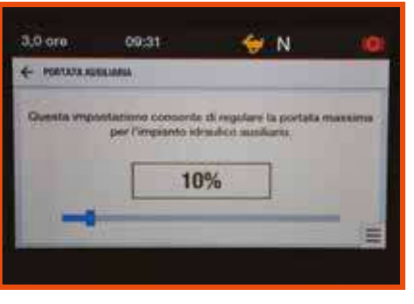 3,0 ore 09:31 N
PORTATA AUSILIARIA
Questa impostazione consente di regolare la portata massima
per l'impianto idraulico ausiliario.
10%